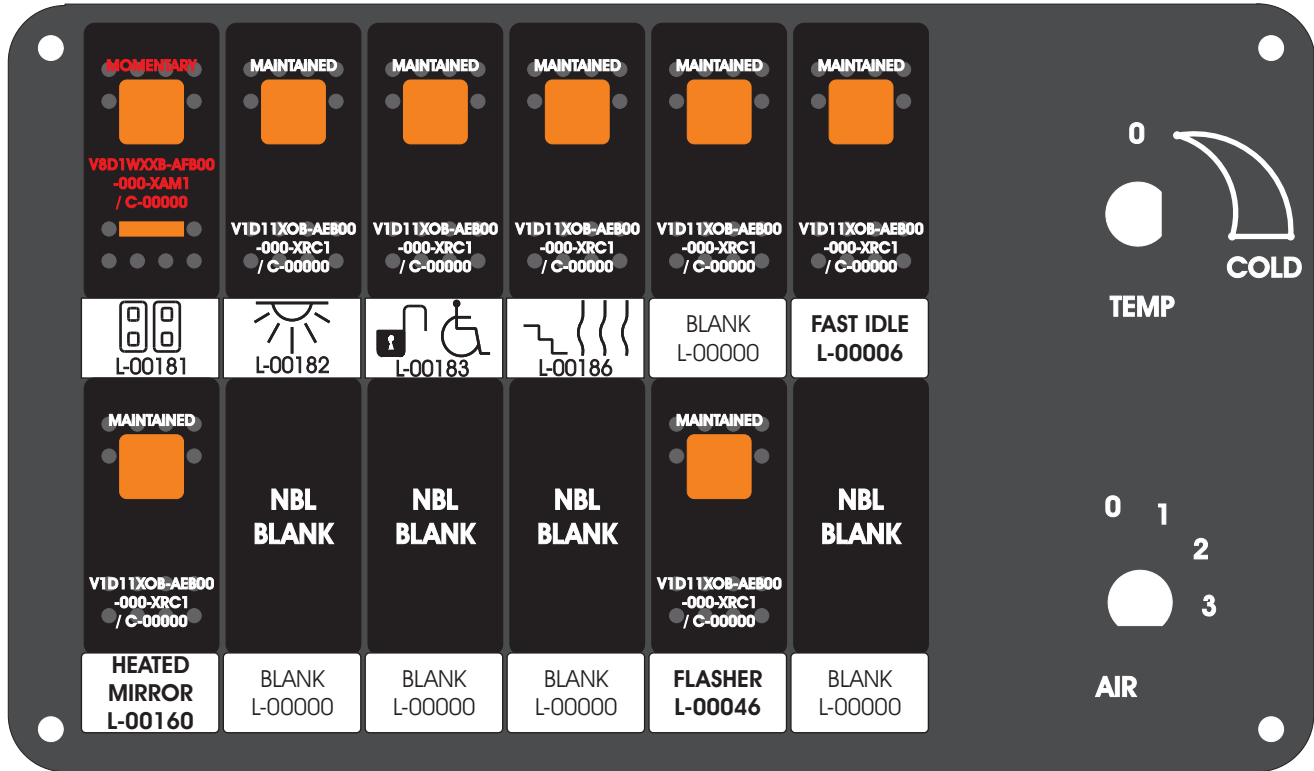 MOMENTARY
V8D1WXXB-AFB00
-000-XAM1
/ C-00000
L-00181
MAINTAINED
V1D11XOB-AEB00
-000-XRC1
/ C-00000
L-00182
MAINTAINED
V1D11XOB-AEB00
-000-XRC1
/ C-00000
L-00183
MAINTAINED
V1D11XOB-AEB00
-000-XRC1
/ C-00000
L-00186
MAINTAINED
V1D11XOB-AEB00
-000-XRC1
/ C-00000
BLANK
L-00000
MAINTAINED
V1D11XOB-AEB00
-000-XRC1
/ C-00000
FAST IDLE
L-00006
0
COLD
TEMP
MAINTAINED
V1D11XOB-AEB00
-000-XRC1
/ C-00000
HEATED
MIRROR
L-00160
NBL
BLANK
BLANK
L-00000
NBL
BLANK
BLANK
L-00000
NBL
BLANK
BLANK
L-00000
MAINTAINED
V1D11XOB-AEB00
-000-XRC1
/ C-00000
FLASHER
L-00046
NBL
BLANK
BLANK
L-00000
0
1
2
3
AIR